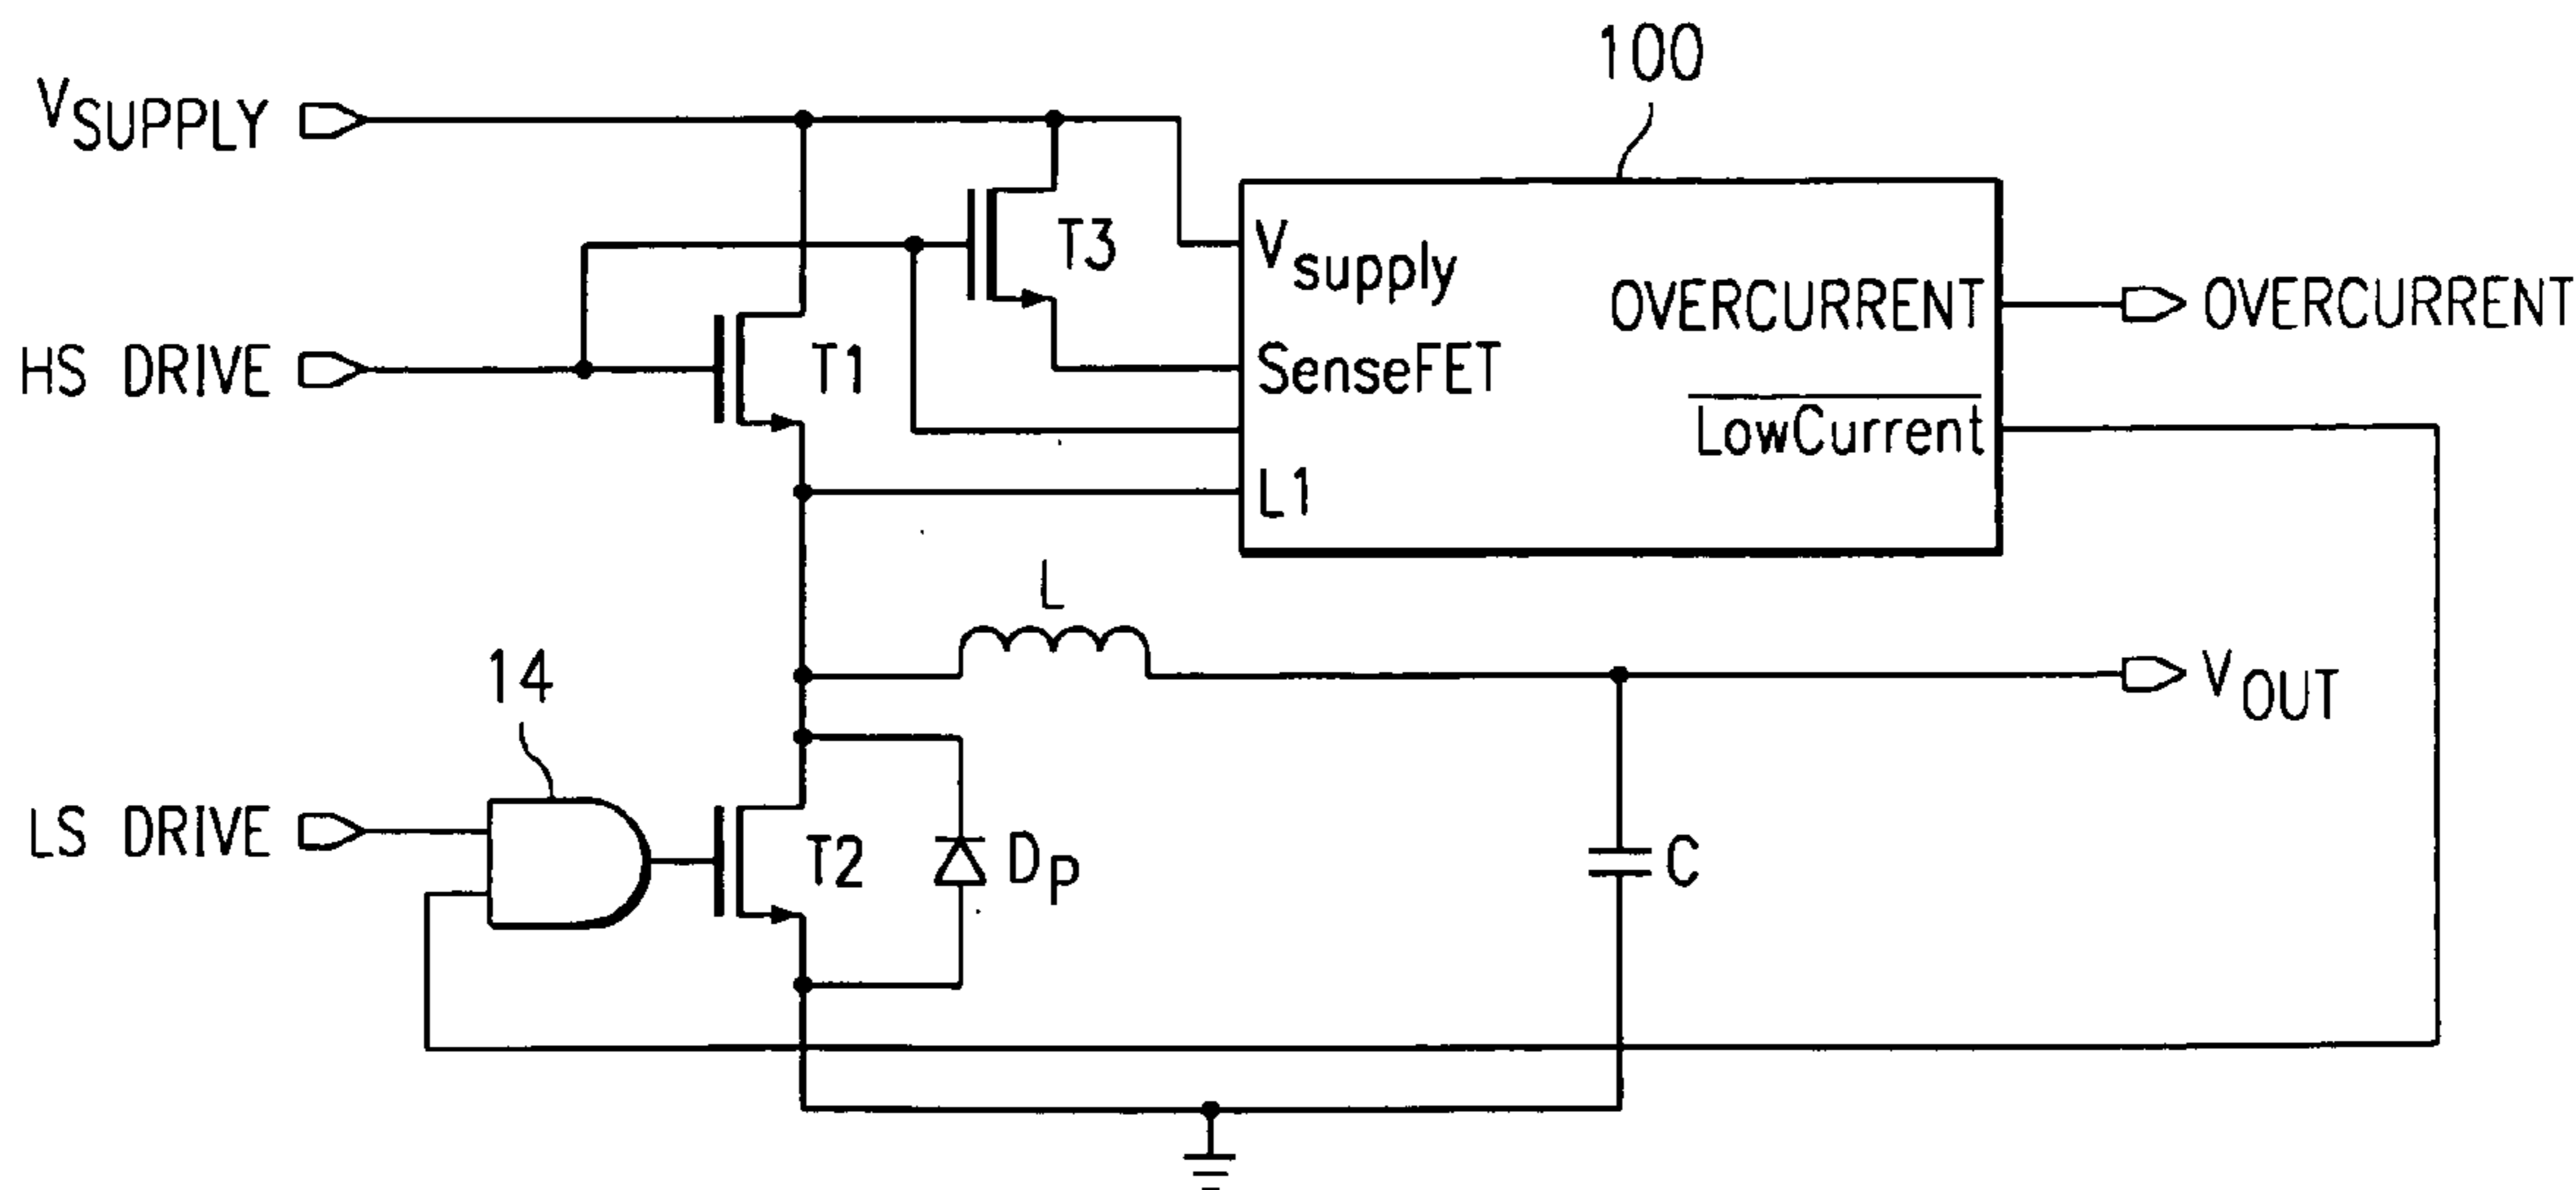 100
VSUPPLY
T3
Vsupply
OVERCURRENT
OVERCURRENT
HS DRIVE
T1
SenseFET
LowCurrent
L1
L
14
VOUT
LS DRIVE
T2
DP
C